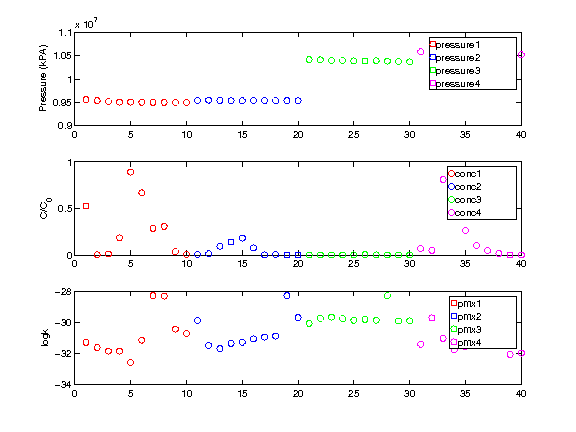 x 10^7
1.1
1.05
1
0.95
0.9
Pressure (kPA)
pressure1
pressure2
pressure3
pressure4
0 5 10 15 20 25 30 35 40
1
0.5
0
C/C_0
conc1
conc2
conc3
conc4
0 5 10 15 20 25 30 35 40
−28
−30
−32
−34
logk
pmx1
pmx2
pmx3
pmx4
0 5 10 15 20 25 30 35 40